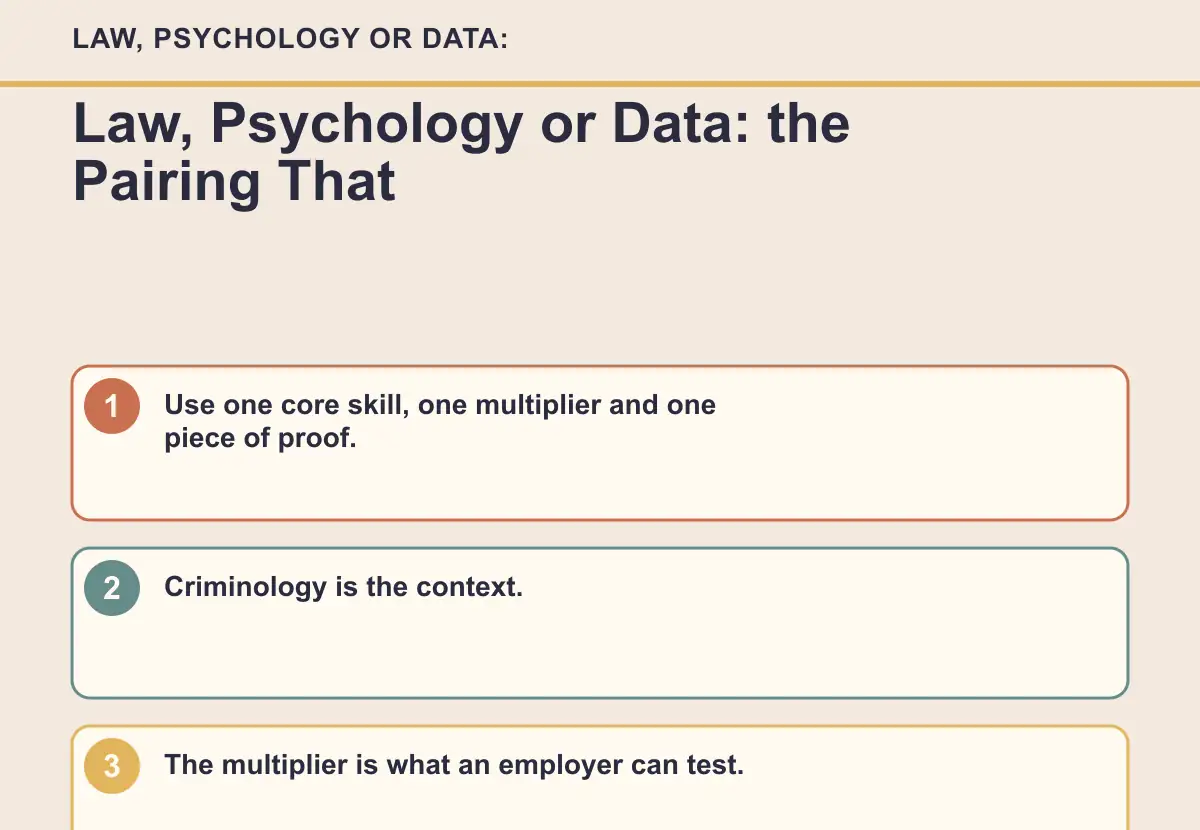 LAW, PSYCHOLOGY OR DATA:
Law, Psychology or Data: the
Pairing That
1
Use one core skill, one multiplier and one
piece of proof.
2
Criminology is the context.
3
The multiplier is what an employer can test.